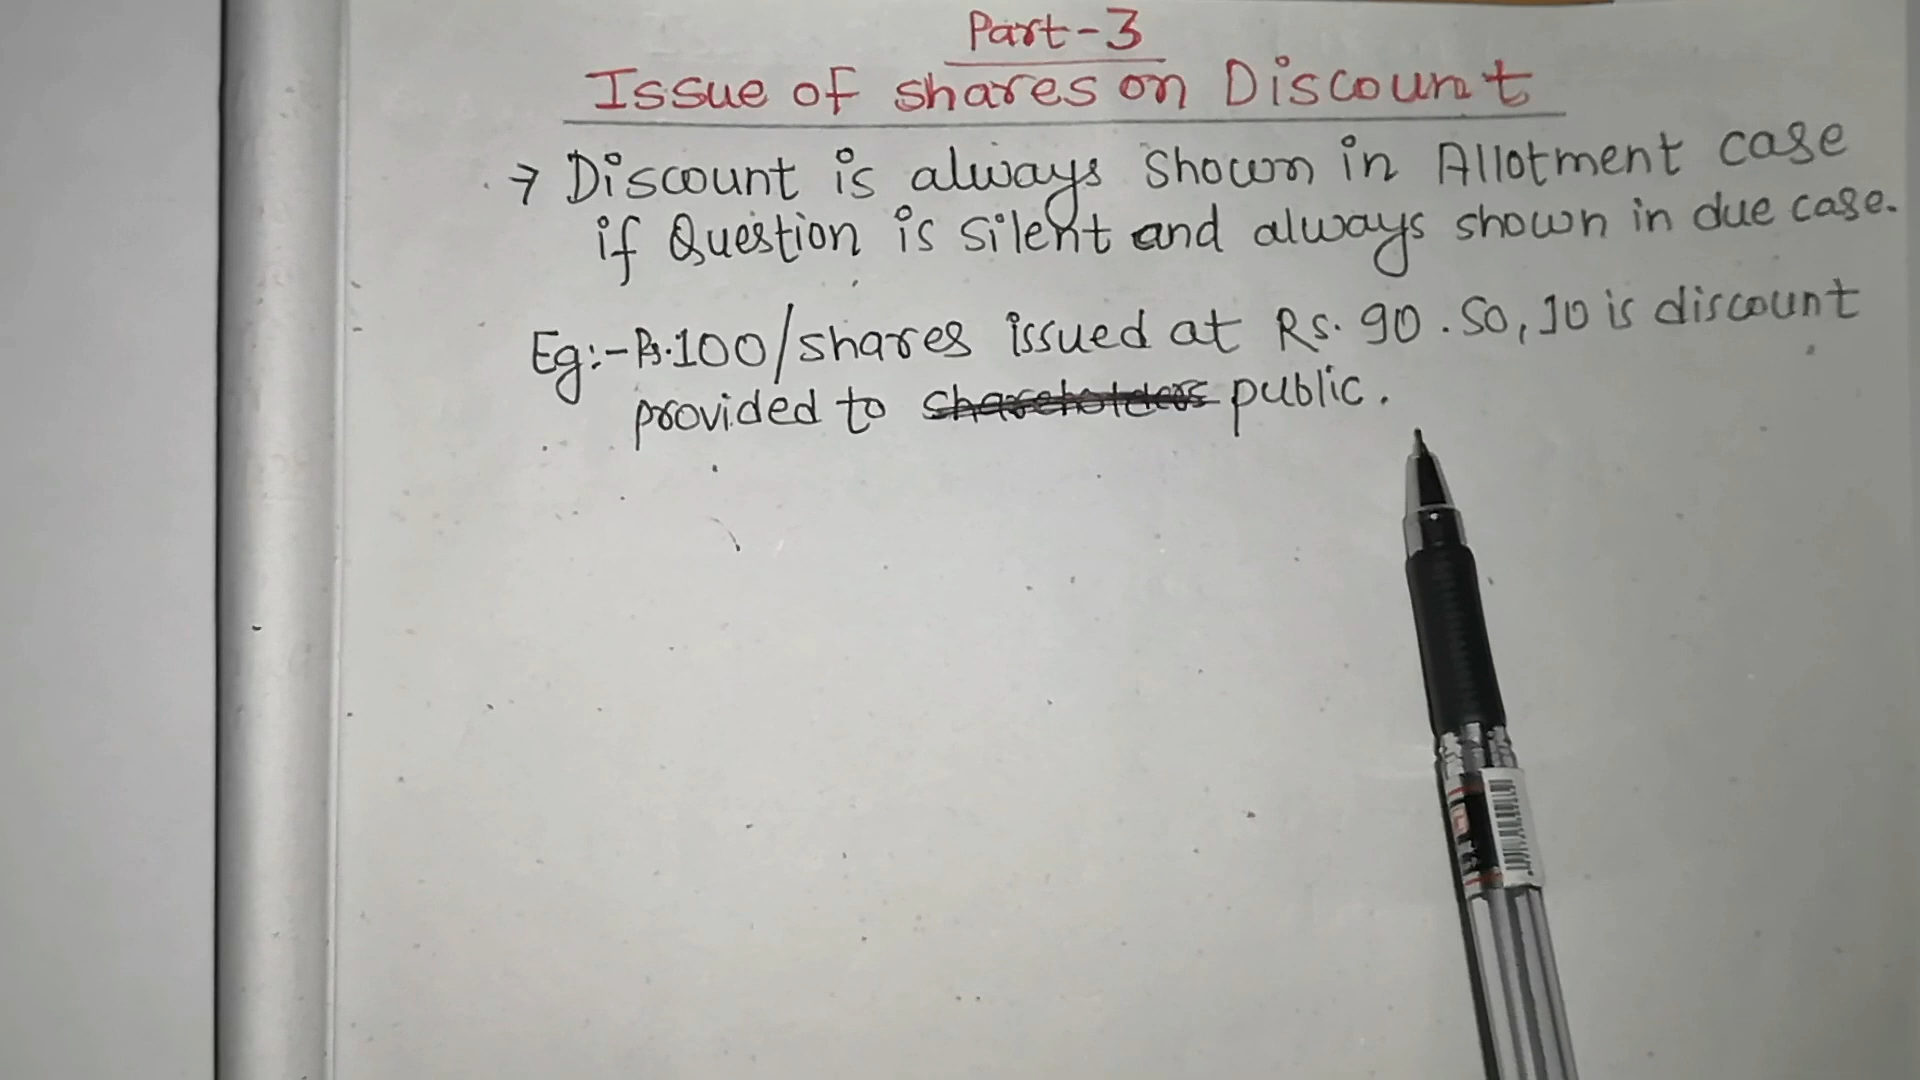 Part-3
Issue of shares on Discount
→ Discount is always shown in Allotment case
if Question is silent and always shown in due case.
Eg:- Rs.100/shares issued at Rs. 90. So, 10 is discount
provided to shareholders public.